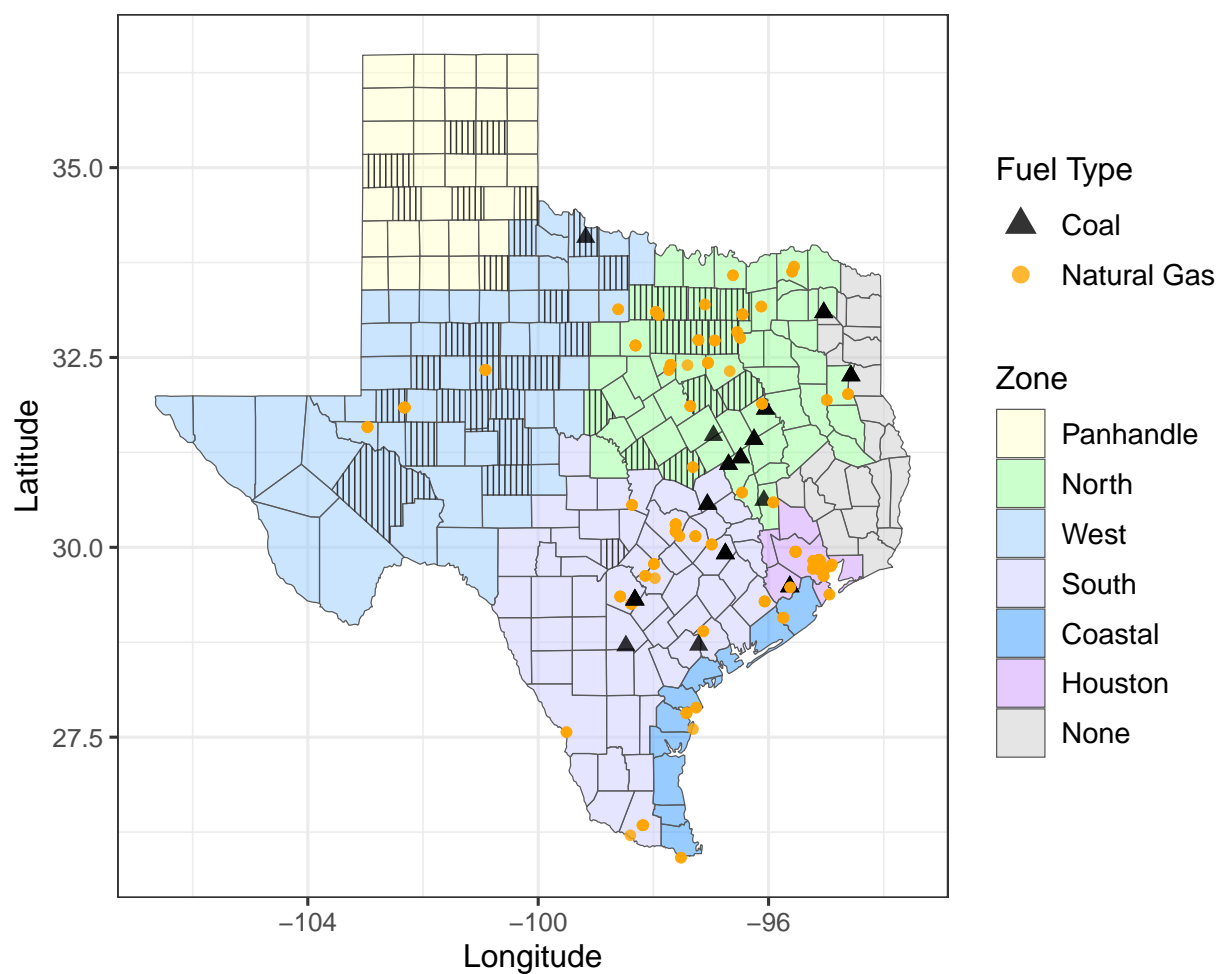 Latitude
35.0
32.5
30.0
27.5
−104
−100
−96
Longitude
Fuel Type
Coal
Natural Gas
Zone
Panhandle
North
West
South
Coastal
Houston
None